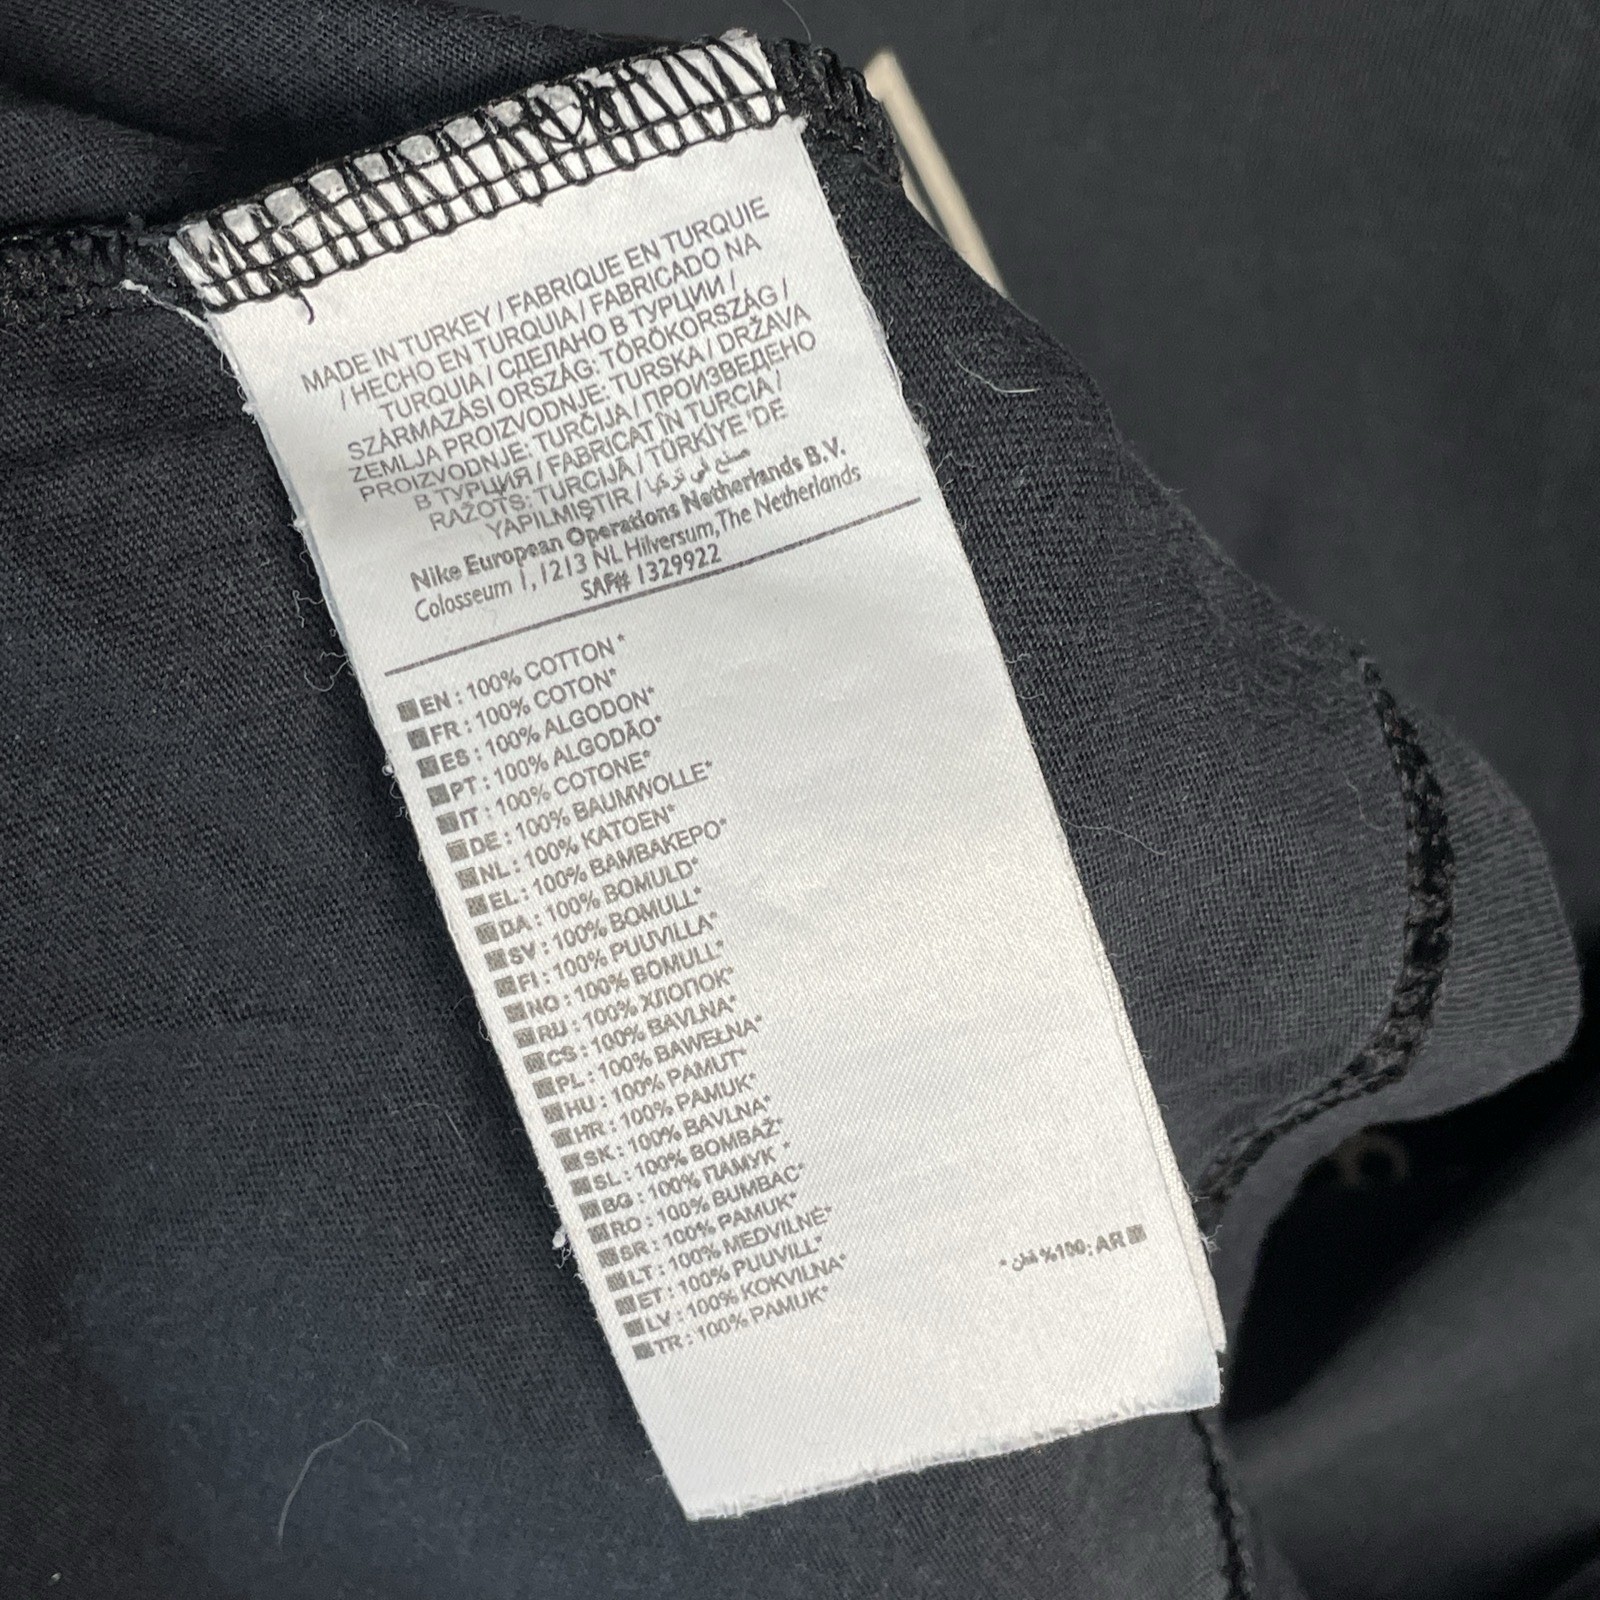 MADE IN TURKEY / FABRIQUE EN TURQUIE
/ HECHO EN TURQUIA / FABRICADO NA
TURQUIA / СДЕЛАНО В ТУРЦИИ /
SZÁRMAZÁSI ORSZÁG: TÖRÖKORSZÁG /
ZEMLJA PROIZVODNJE: TURSKA / DRŽAVA
PROIZVODNJE: TURČIJA / ПРОИЗВЕДЕНО
В ТУРЦИЯ / FABRICAT ÎN TURCIA /
RAŽOTS: TURCIJĀ / TÜRKİYE 'DE
YAPILMIŞTIR / صنع في تركيا
Nike European Operations Netherlands B.V.
Colosseum 1, 1213 NL Hilversum, The Netherlands
SAF# 1329922
EN : 100% COTTON *
FR : 100% COTON*
ES : 100% ALGODON*
PT : 100% ALGODÃO*
IT : 100% COTONE*
DE : 100% BAUMWOLLE*
NL : 100% KATOEN*
EL : 100% ΒΑΜΒΑΚΕΡΟ*
DA : 100% BOMULD*
SV : 100% BOMULL*
FI : 100% PUUVILLA*
NO : 100% BOMULL*
RU : 100% ХЛОПОК*
CS : 100% BAVLNA*
PL : 100% BAWEŁNA*
HU : 100% PAMUT*
HR : 100% PAMUK*
SK : 100% BAVLNA*
SL : 100% BOMBAŽ*
BG : 100% ПАМУК *
RO : 100% BUMBAC*
SR : 100% PAMUK*
LT : 100% MEDVILNĖ*
ET : 100% PUUVILL*
LV : 100% KOKVILNA*
TR : 100% PAMUK*
AR :100% قطن *